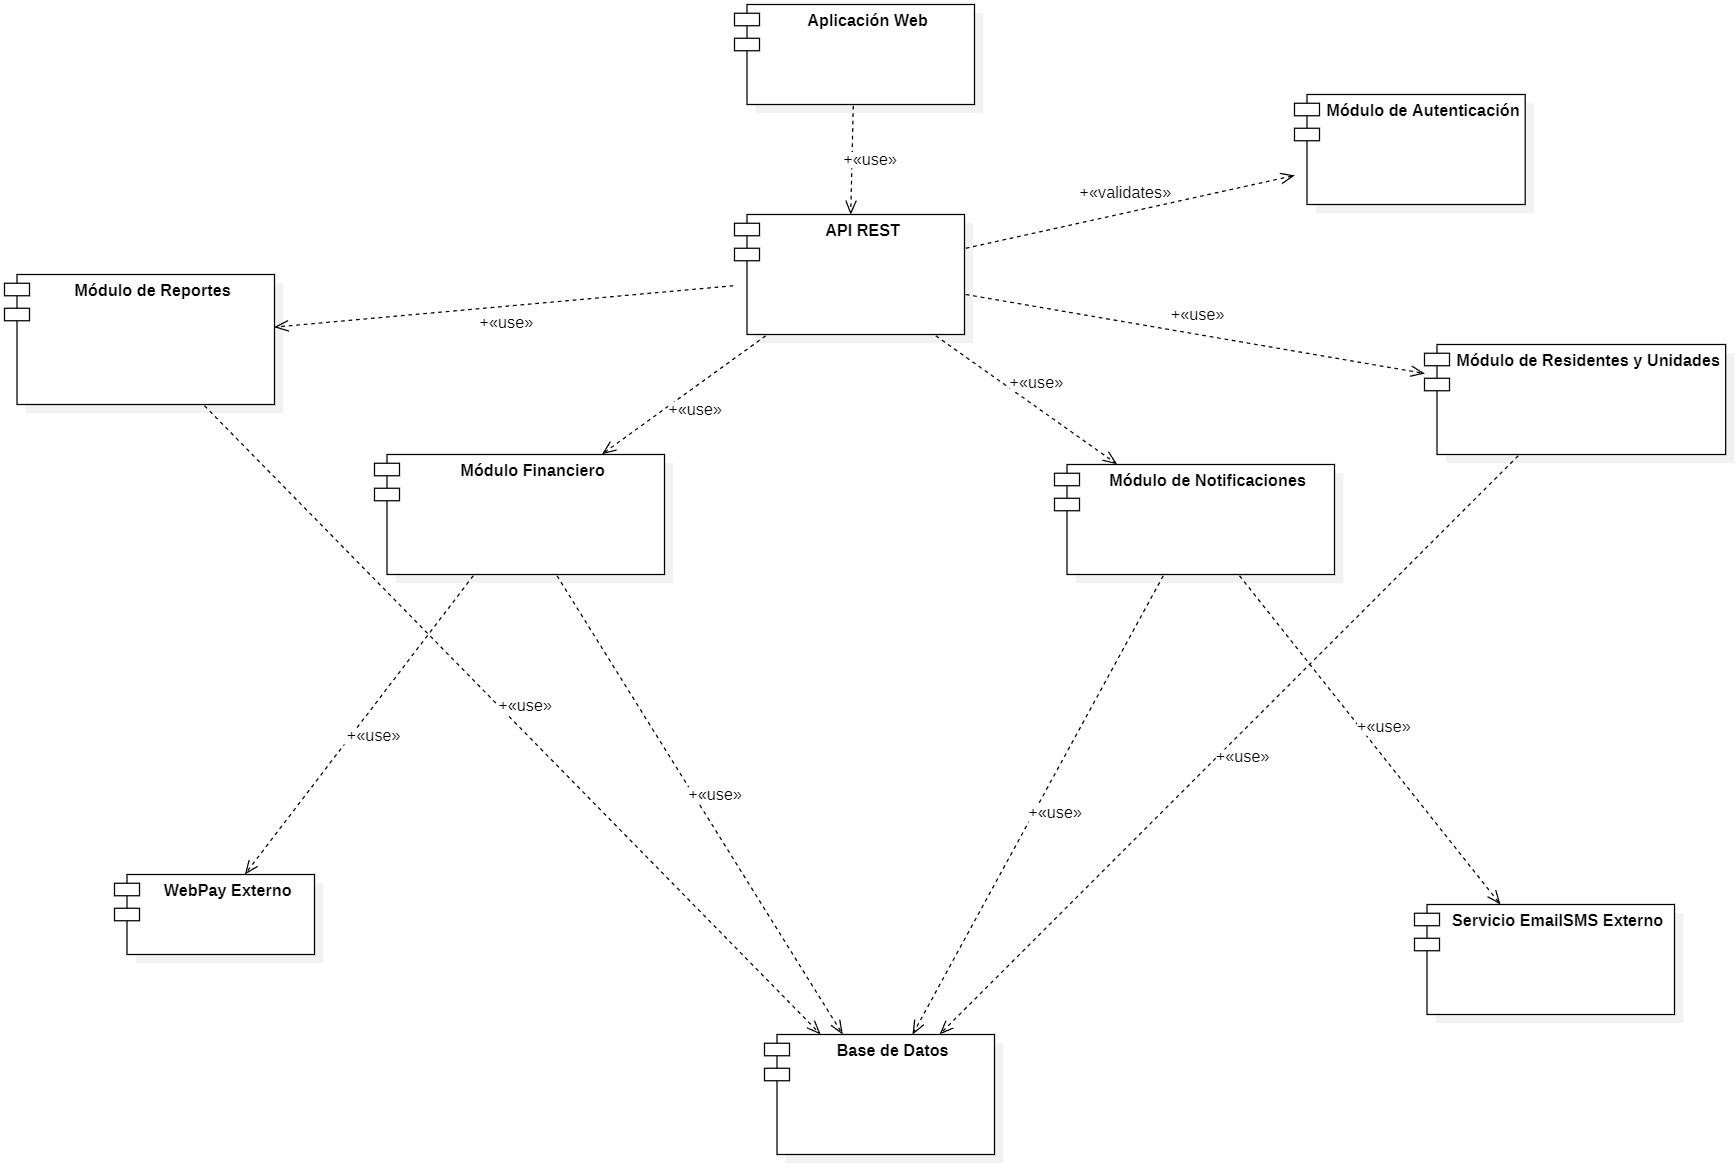 Aplicación Web
Módulo de Autenticación
+«use»
+«validates»
API REST
Módulo de Reportes
+«use»
+«use»
Módulo de Residentes y Unidades
+«use»
+«use»
Módulo Financiero
Módulo de Notificaciones
+«use»
+«use»
+«use»
+«use»
+«use»
+«use»
WebPay Externo
Servicio EmailSMS Externo
Base de Datos